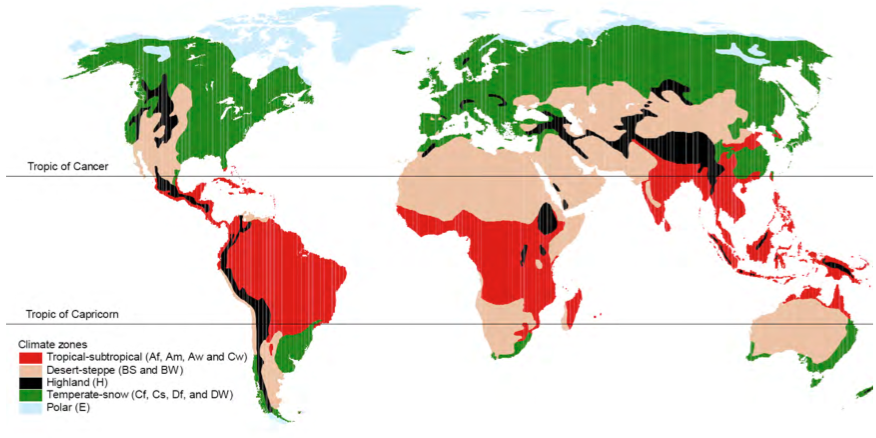 Tropic of Cancer
Tropic of Capricorn
Climate zones
Tropical-subtropical (Af, Am, Aw and Cw)
Desert-steppe (BS and BW)
Highland (H)
Temperate-snow (Cf, Cs, Df, and DW)
Polar (E)